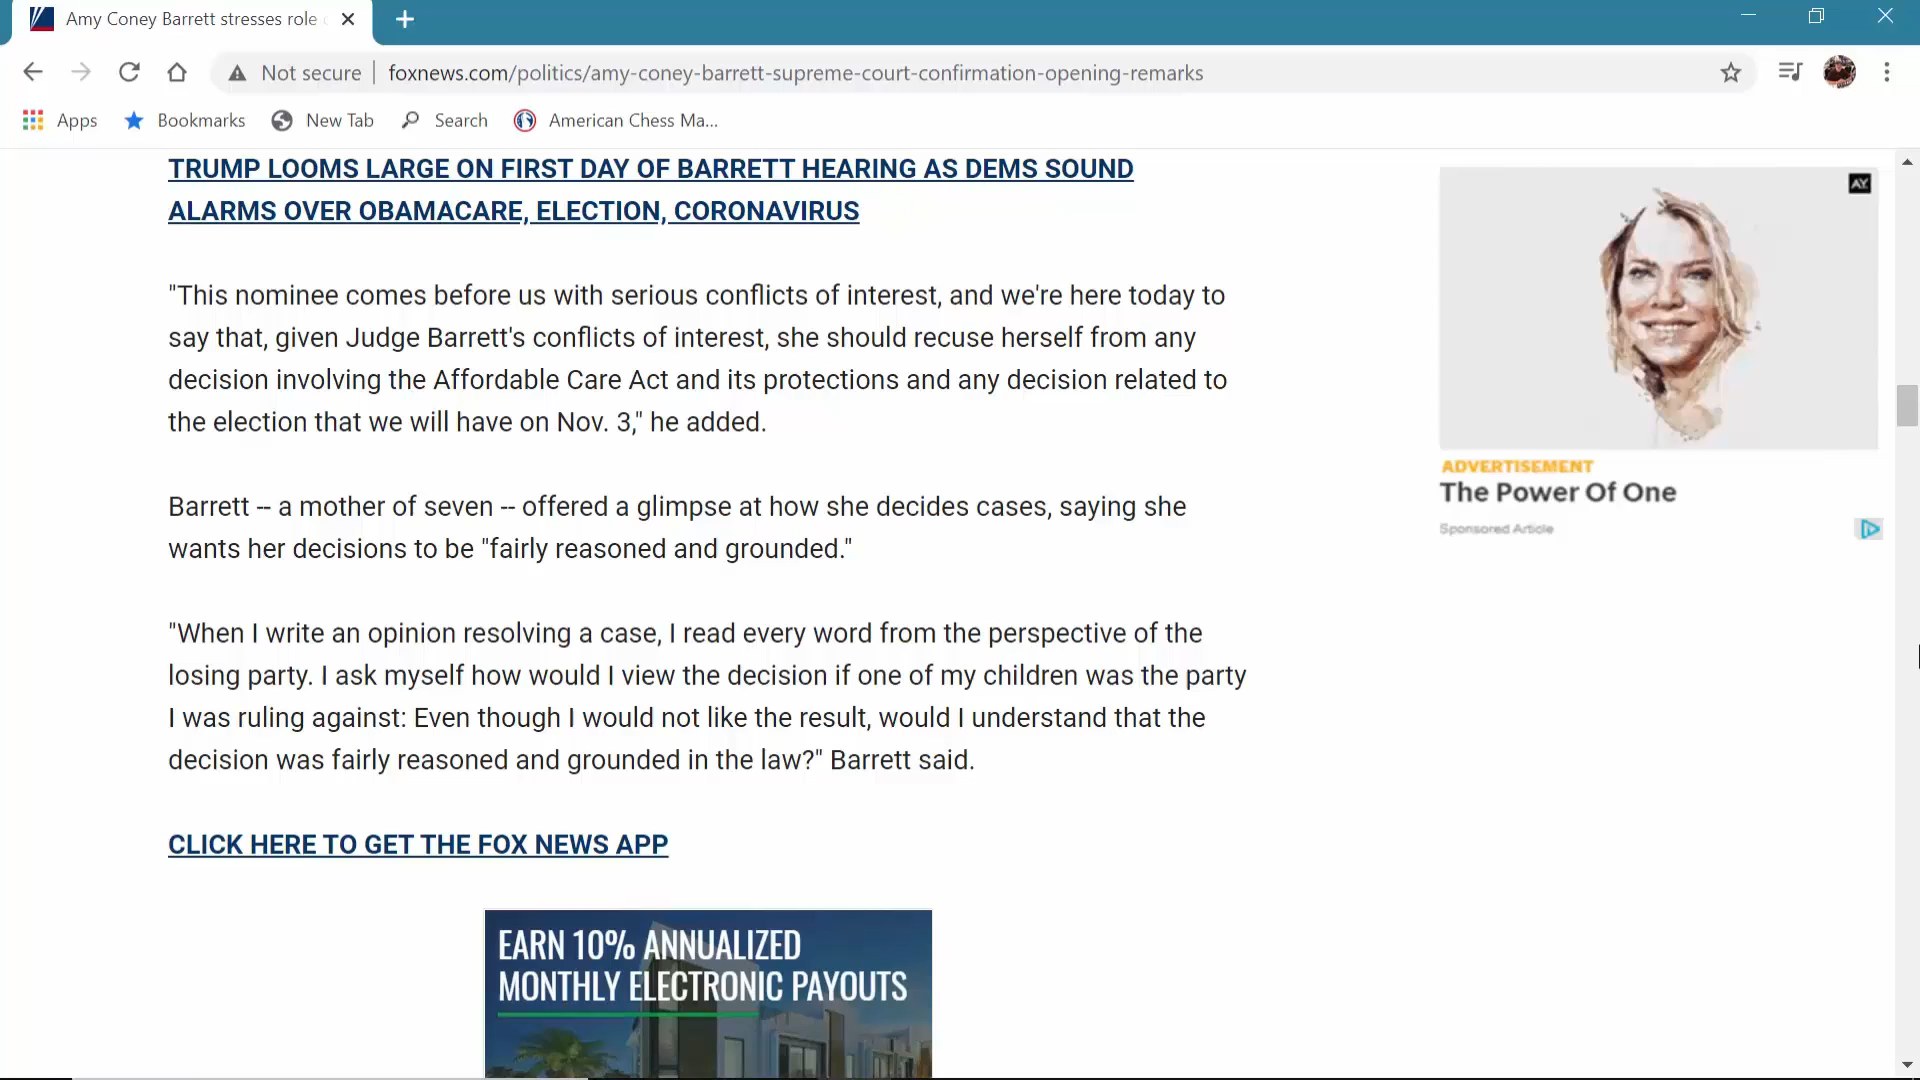 Amy Coney Barrett stresses role
Not secure
foxnews.com/politics/amy-coney-barrett-supreme-court-confirmation-opening-remarks
Apps
Bookmarks
New Tab
Search
American Chess Ma...
TRUMP LOOMS LARGE ON FIRST DAY OF BARRETT HEARING AS DEMS SOUND
ALARMS OVER OBAMACARE, ELECTION, CORONAVIRUS
"This nominee comes before us with serious conflicts of interest, and we're here today to
say that, given Judge Barrett's conflicts of interest, she should recuse herself from any
decision involving the Affordable Care Act and its protections and any decision related to
the election that we will have on Nov. 3," he added.
Barrett -- a mother of seven -- offered a glimpse at how she decides cases, saying she
wants her decisions to be "fairly reasoned and grounded."
"When I write an opinion resolving a case, I read every word from the perspective of the
losing party. I ask myself how would I view the decision if one of my children was the party
I was ruling against: Even though I would not like the result, would I understand that the
decision was fairly reasoned and grounded in the law?" Barrett said.
CLICK HERE TO GET THE FOX NEWS APP
EARN 10% ANNUALIZED
MONTHLY ELECTRONIC PAYOUTS
AY
ADVERTISEMENT
The Power Of One
Sponsored Article